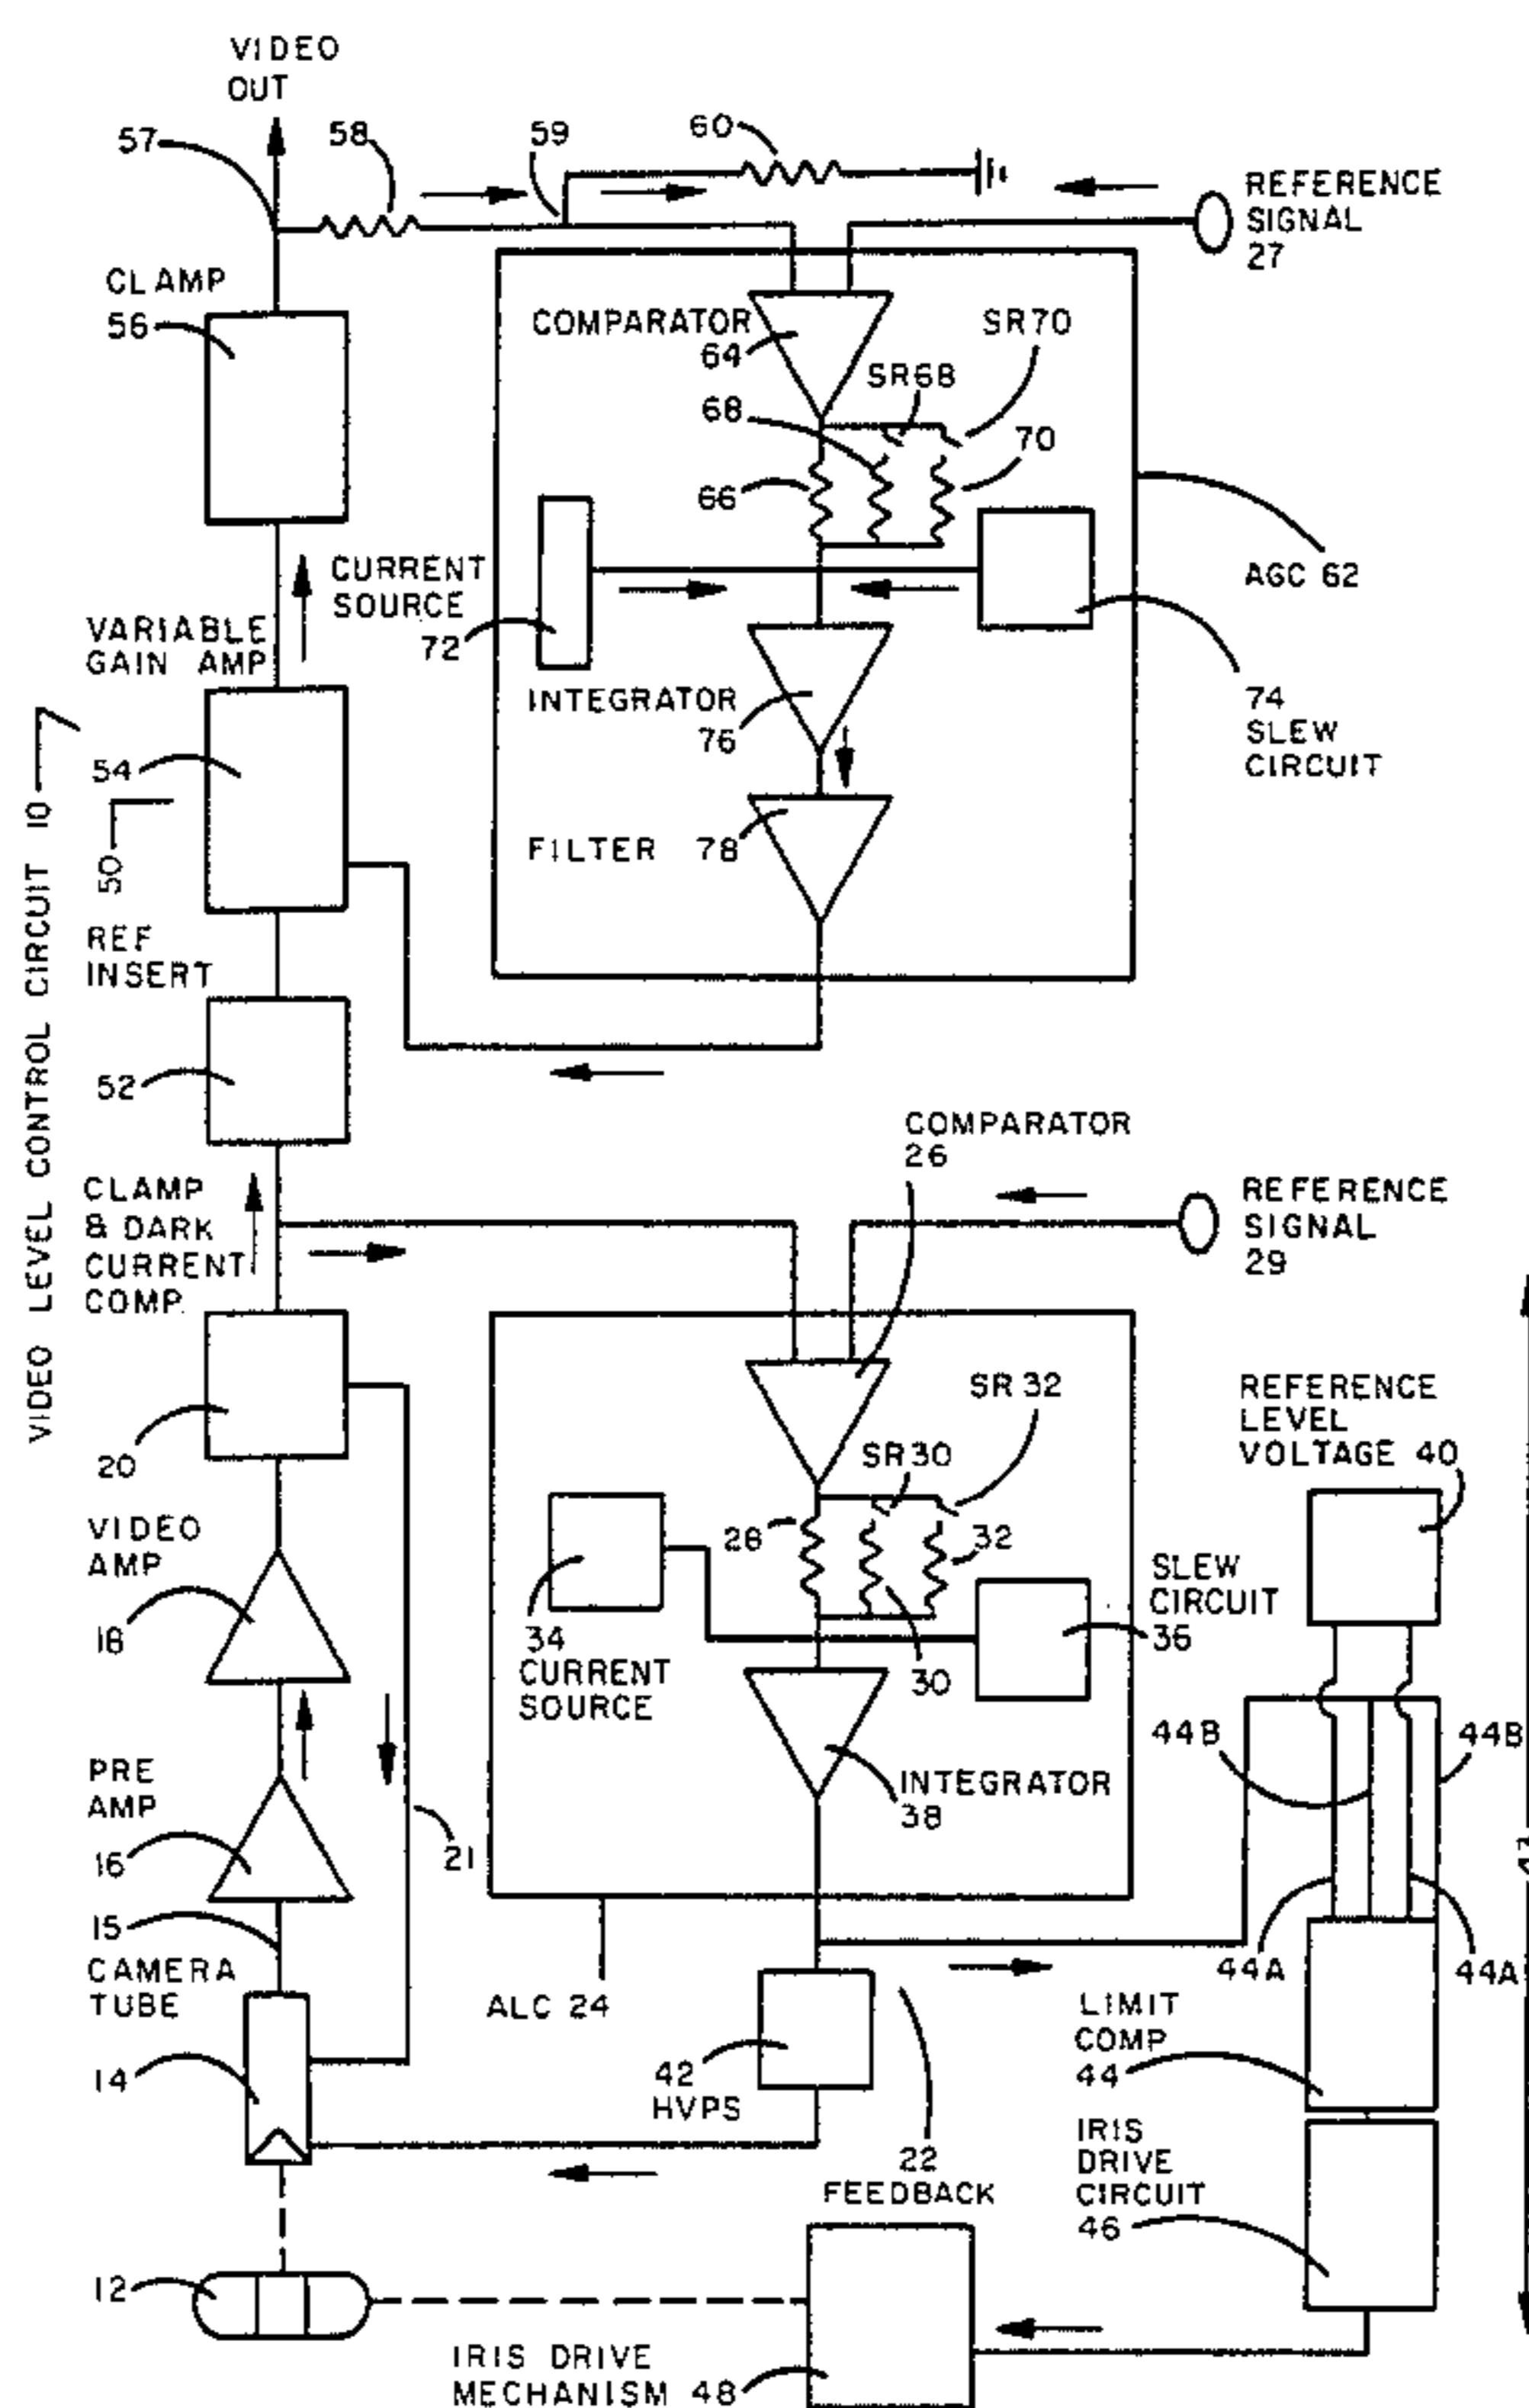 VIDEO
OUT
57
58
59
60
REFERENCE
SIGNAL
27
CLAMP
56
COMPARATOR
64
SR68
SR70
68
70
66
AGC 62
CURRENT
SOURCE
72
VARIABLE
GAIN AMP
54
50
INTEGRATOR
76
74
SLEW
CIRCUIT
FILTER 78
VIDEO LEVEL CONTROL CIRCUIT 10
REF
INSERT
52
COMPARATOR
26
CLAMP
& DARK
CURRENT
COMP.
REFERENCE
SIGNAL
29
20
SR30
SR 32
REFERENCE
LEVEL
VOLTAGE 40
VIDEO
AMP
18
28
32
34
CURRENT
SOURCE
30
SLEW
CIRCUIT
36
INTEGRATOR
38
44B
44B
PRE
AMP
16
21
15
CAMERA
TUBE
14
ALC 24
44A
44A
LIMIT
COMP
44
42
HVPS
22
FEEDBACK
IRIS
DRIVE
CIRCUIT
46
12
IRIS DRIVE
MECHANISM 48